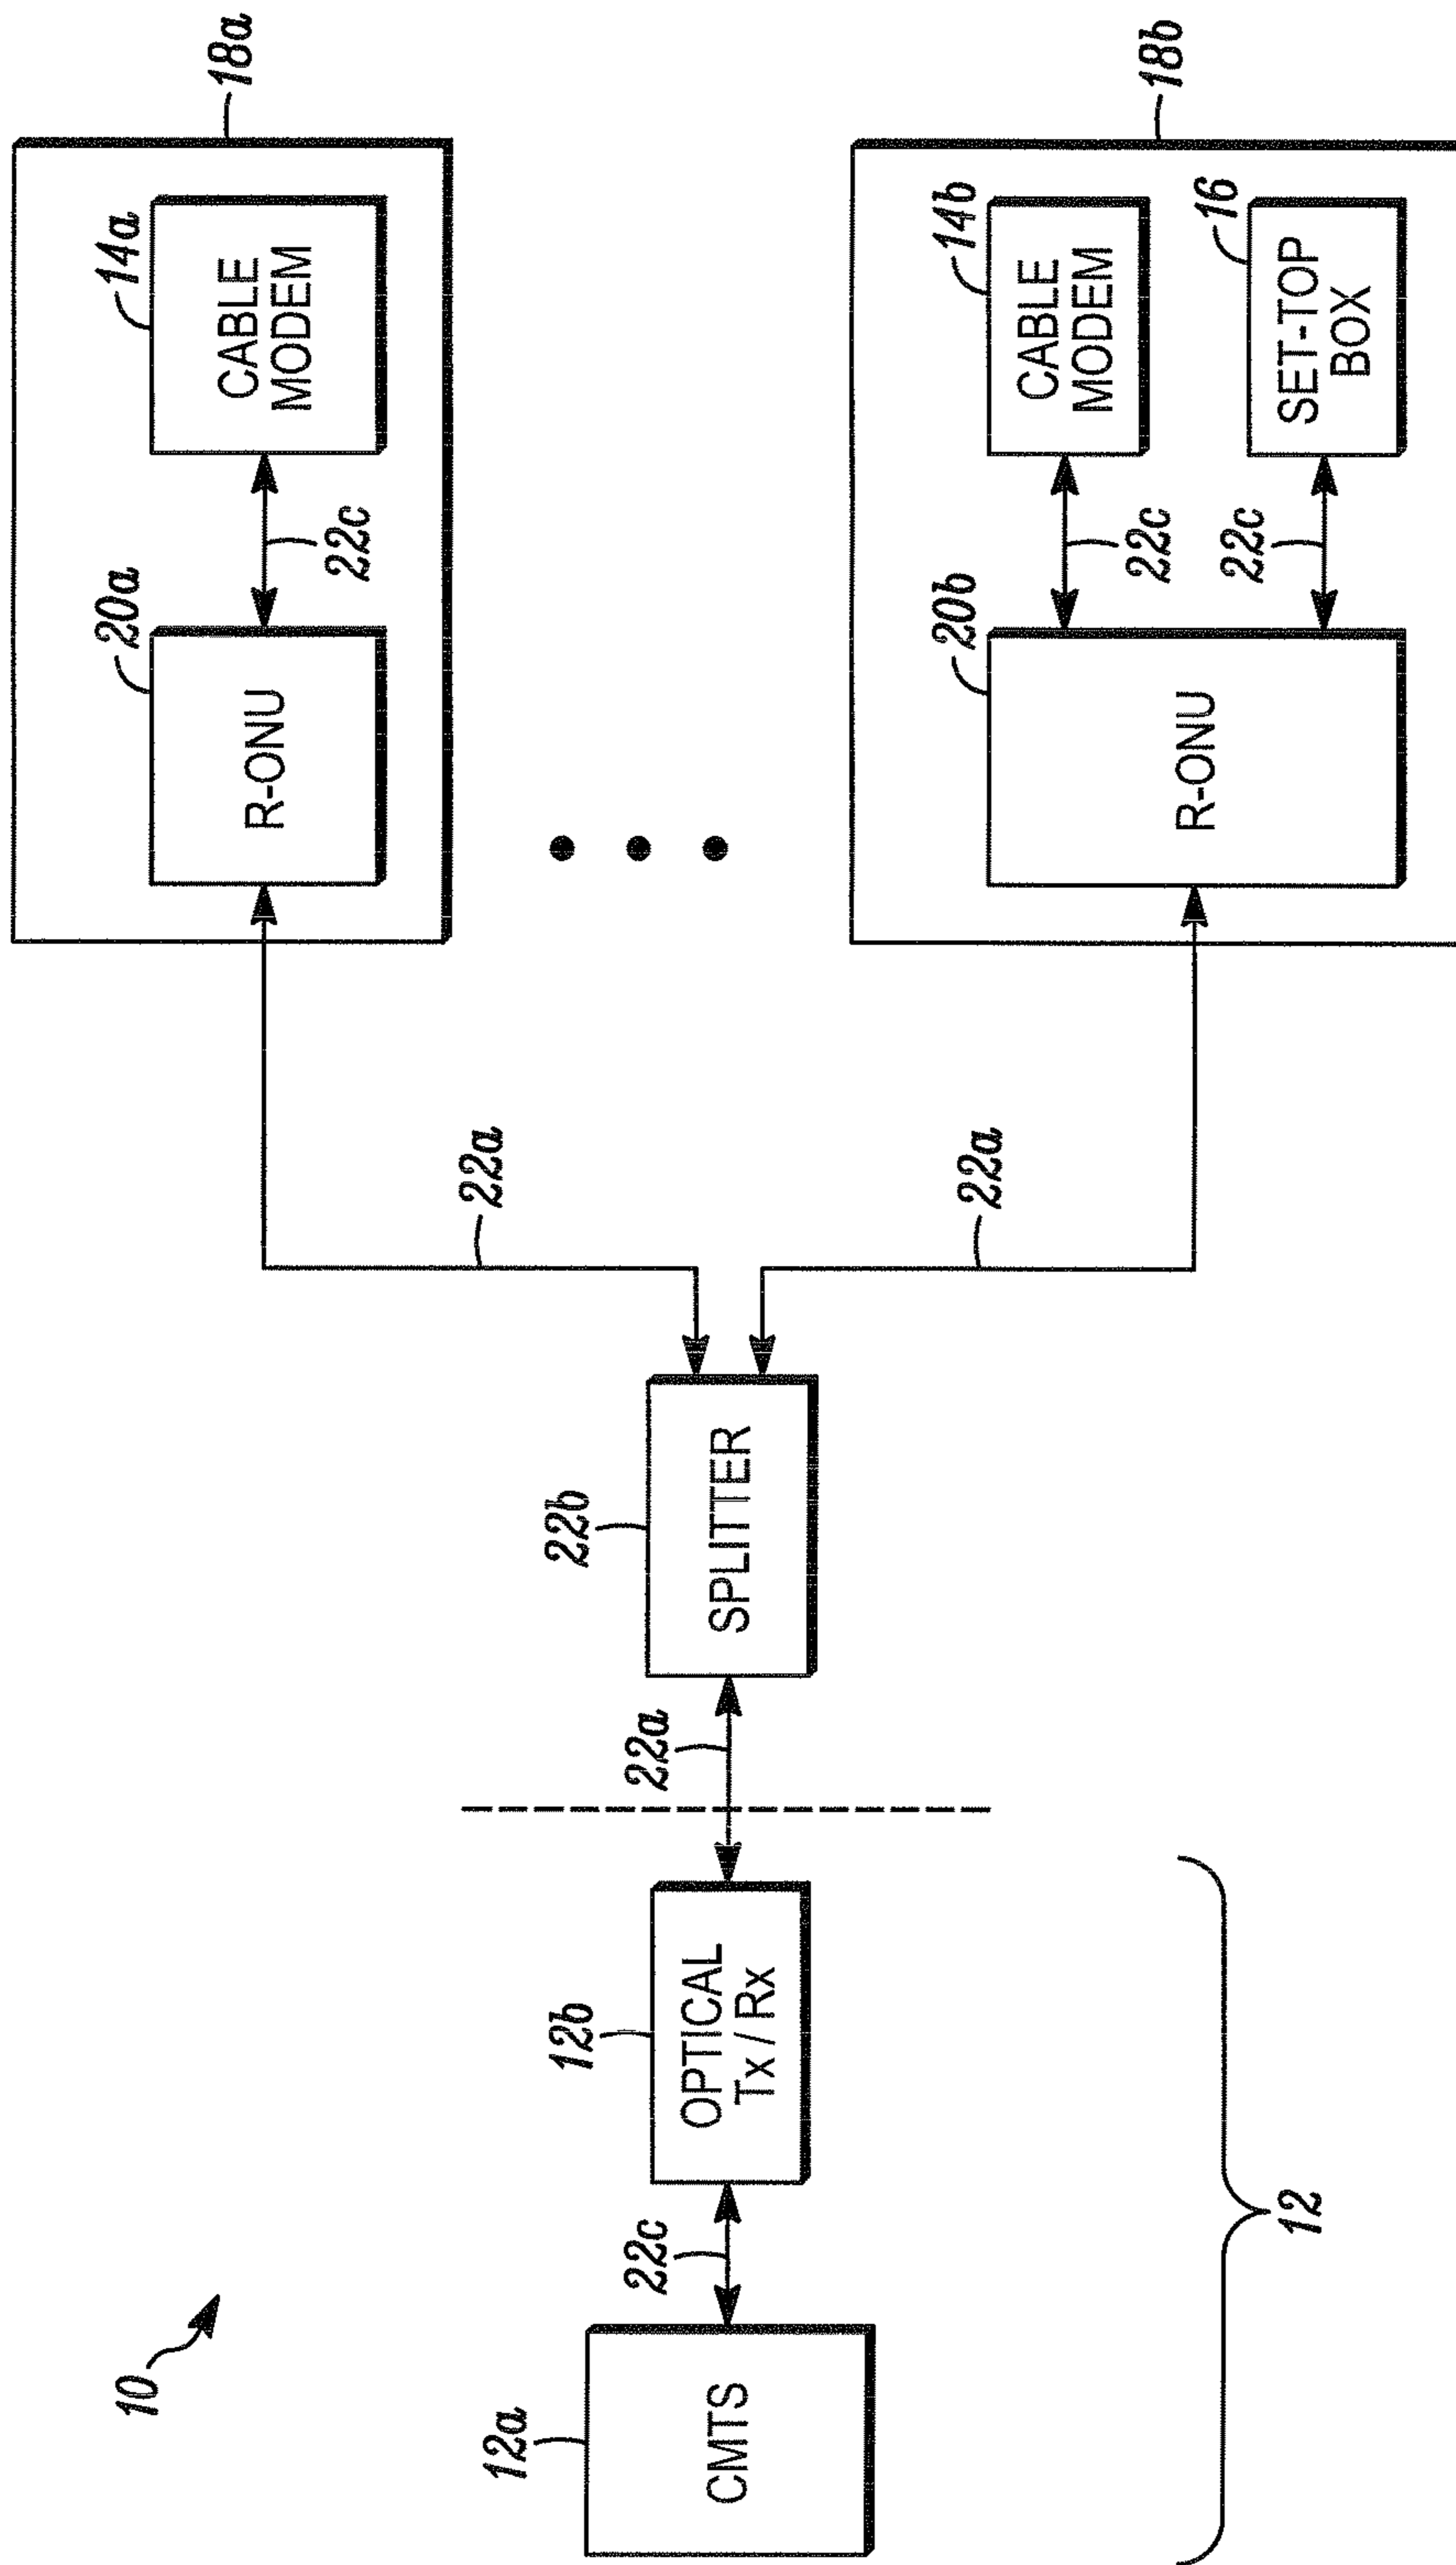 10
12a
CMTS
22c
12b
OPTICAL
Tx / Rx
12
22a
22b
SPLITTER
22a
22a
18a
20a
R-ONU
22c
14a
CABLE
MODEM
18b
20b
R-ONU
22c
14b
CABLE
MODEM
22c
16
SET-TOP
BOX